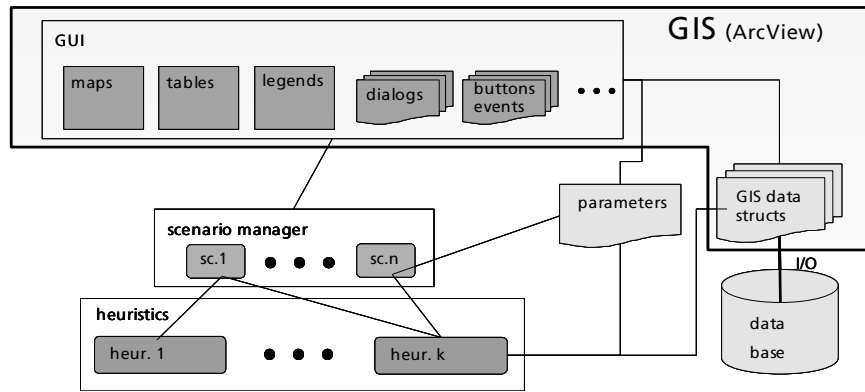 GIS (ArcView)
GUI
maps
tables
legends
dialogs
buttons
events
GIS data
structs
parameters
scenario manager
sc.1
sc.n
I/O
heuristics
heur. 1
heur. k
data
base